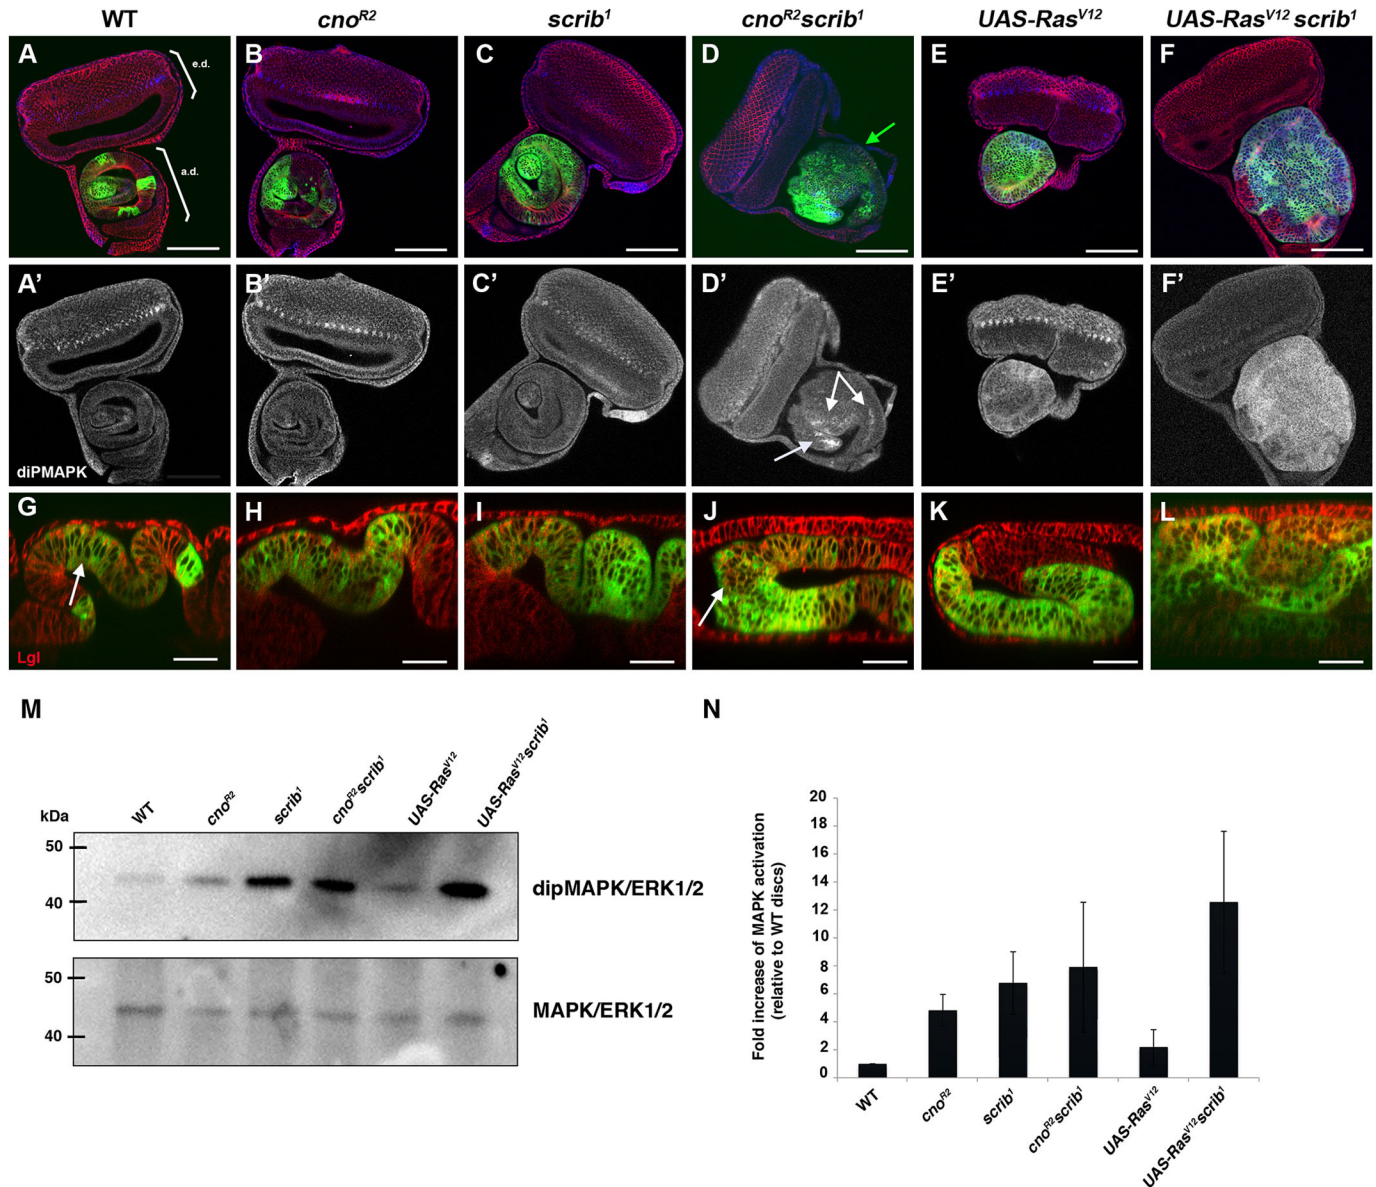 WT cnoR2 scrib1 cnoR2scrib1 UAS-RasV12 UAS-RasV12 scrib1
A e.d. B C D E F
a.d.
A’ B’ C’ D’ E’ F’
diPMAPK
G H I J K L
Lgl
M
WT cnoR2 scrib1 cnoR2scrib1 UAS-RasV12 UAS-RasV12scrib1
kDa
50
40
dipMAPK/ERK1/2
50
40
MAPK/ERK1/2
N
Fold increase of MAPK activation
(relative to WT discs)
20
18
16
14
12
10
8
6
4
2
0
WT cnoR2 scrib1 cnoR2scrib1 UAS-RasV12 UAS-RasV12scrib1